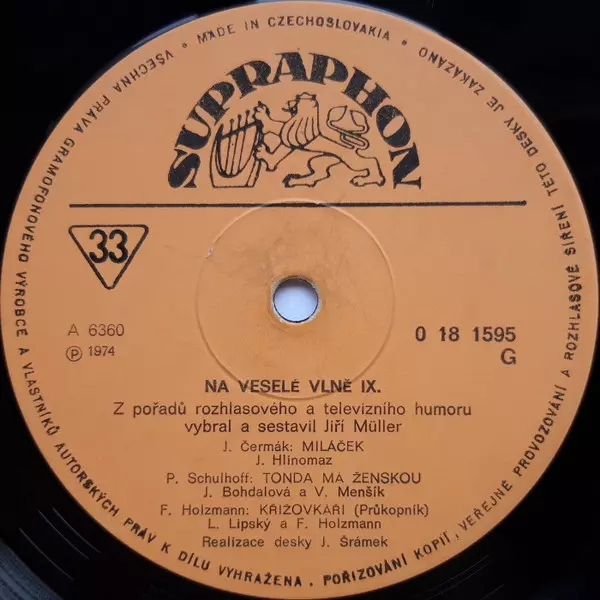 VŠECHNA PRÁVA GRAMOFONOVÉHO VÝROBCE A VLASTNÍKŮ AUTORSKÝCH PRÁV K DÍLU VYHRAŽENA . POŘIZOVÁNÍ KOPIÍ, VEŘEJNÉ PROVOZOVÁNÍ A ROZHLASOVÉ ŠÍŘENÍ TÉTO DESKY JE ZAKÁZÁNO
• MADE IN CZECHOSLOVAKIA •
SUPRAPHON
33
A 6360
Ⓟ 1974
0 18 1595
G
NA VESELÉ VLNĚ IX.
Z pořadů rozhlasového a televizního humoru
vybral a sestavil Jiří Müller
J. Čermák: MILÁČEK
J. Hlinomaz
P. Schulhoff: TONDA MÁ ŽENSKOU
J. Bohdalová a V. Menšík
F. Holzmann: KŘÍŽOVKÁŘI (Průkopník)
L. Lipský a F. Holzmann
Realizace desky J. Šrámek